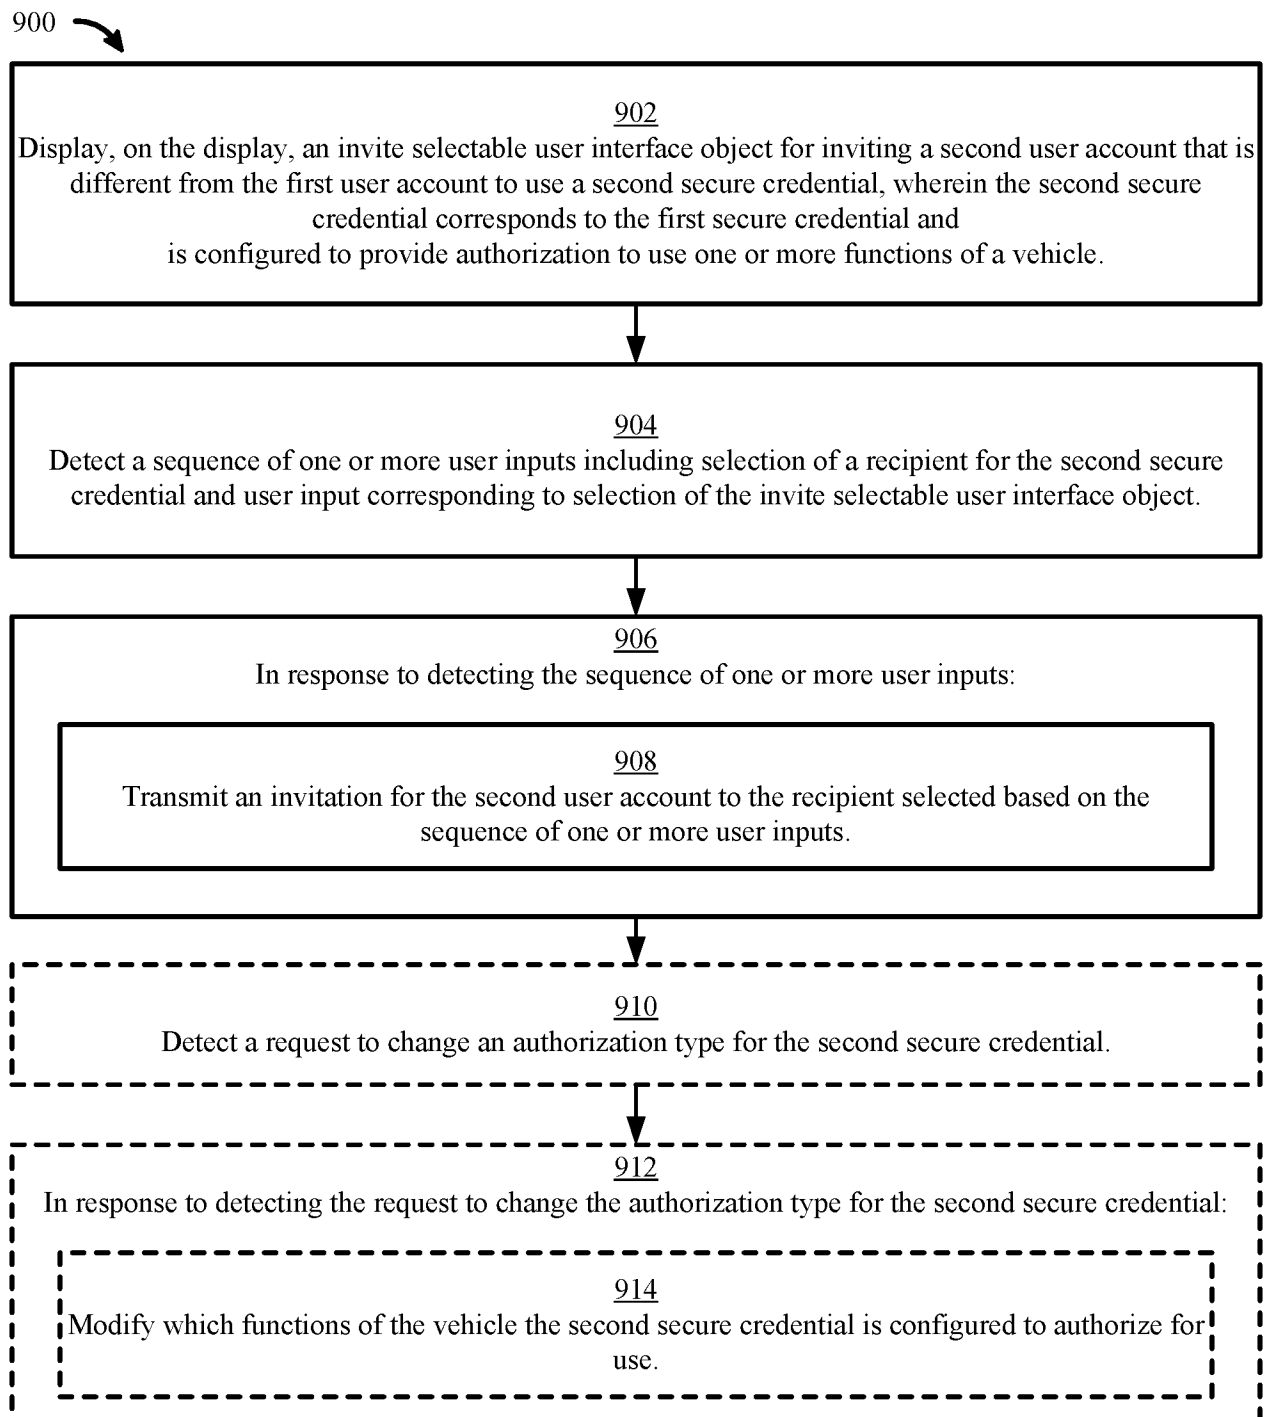 900
902
Display, on the display, an invite selectable user interface object for inviting a second user account that is
different from the first user account to use a second secure credential, wherein the second secure
credential corresponds to the first secure credential and
is configured to provide authorization to use one or more functions of a vehicle.
904
Detect a sequence of one or more user inputs including selection of a recipient for the second secure
credential and user input corresponding to selection of the invite selectable user interface object.
906
In response to detecting the sequence of one or more user inputs:
908
Transmit an invitation for the second user account to the recipient selected based on the
sequence of one or more user inputs.
910
Detect a request to change an authorization type for the second secure credential.
912
In response to detecting the request to change the authorization type for the second secure credential:
914
Modify which functions of the vehicle the second secure credential is configured to authorize for
use.